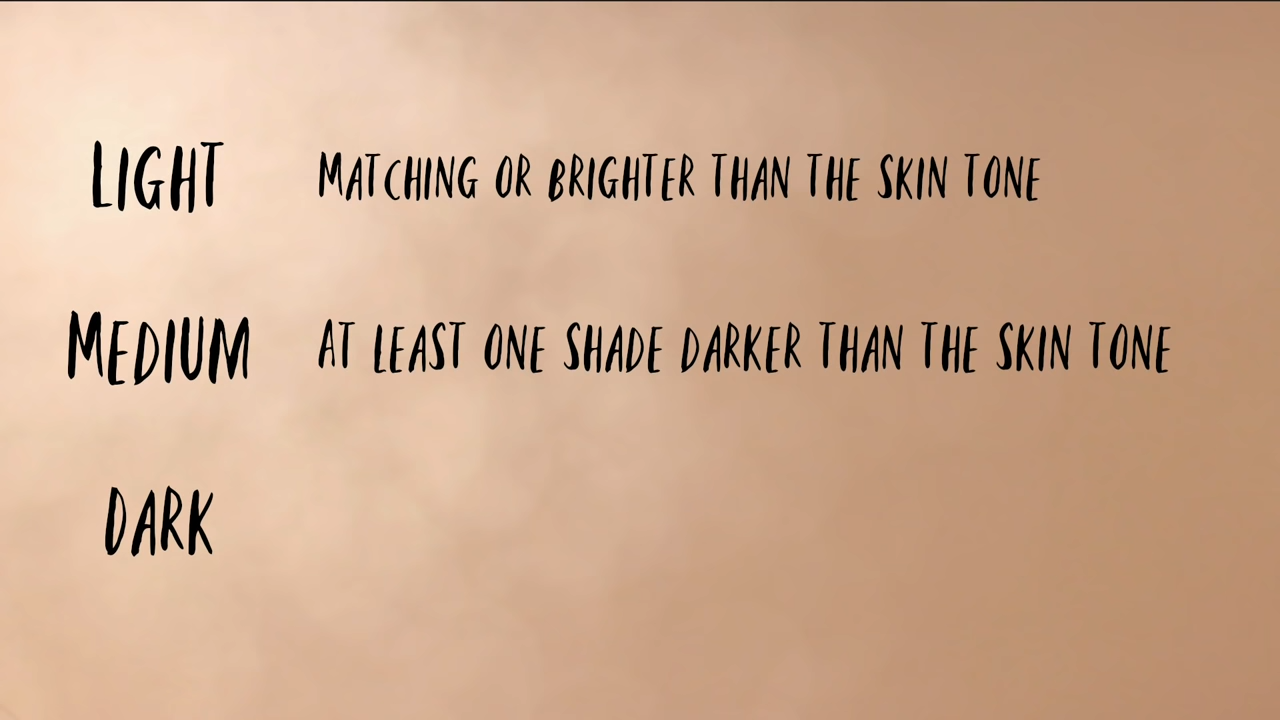 LIGHT MATCHING OR BRIGHTER THAN THE SKIN TONE
MEDIUM AT LEAST ONE SHADE DARKER THAN THE SKIN TONE
DARK